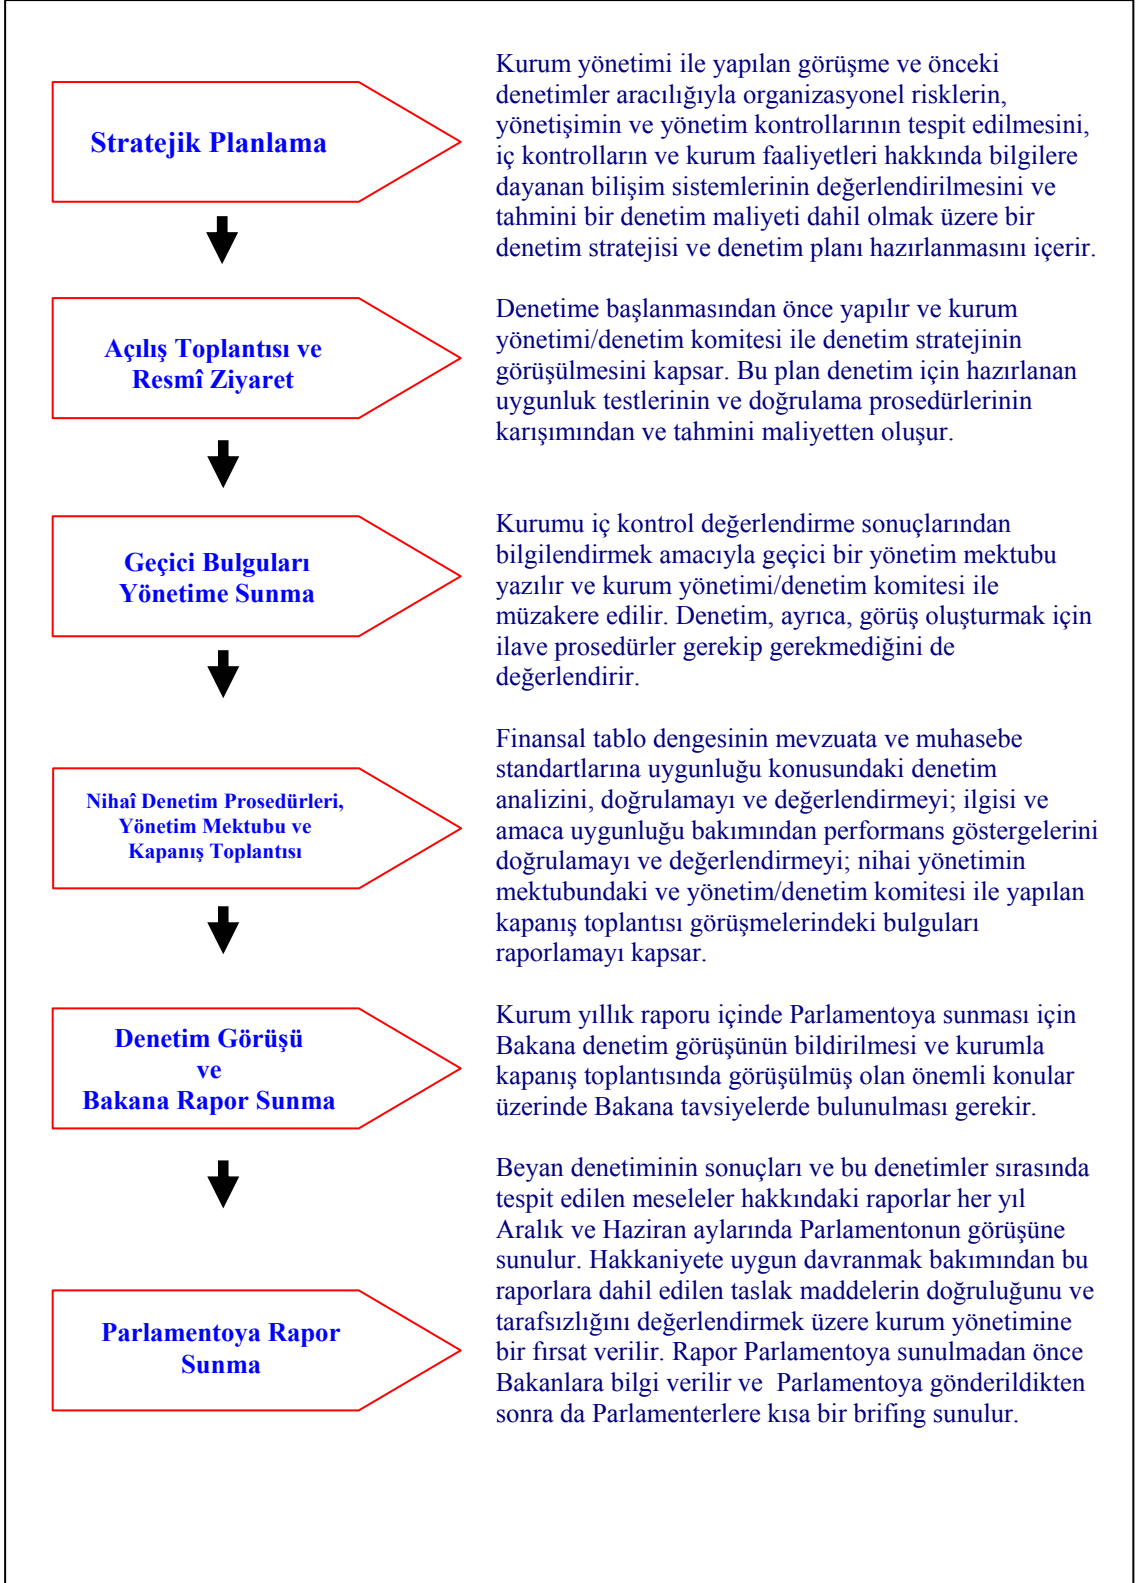 Stratejik Planlama
Kurum yönetimi ile yapılan görüşme ve önceki
denetimler aracılığıyla organizasyonel risklerin,
yönetişimin ve yönetim kontrollarının tespit edilmesini,
iç kontrolların ve kurum faaliyetleri hakkında bilgilere
dayanan bilişim sistemlerinin değerlendirilmesini ve
tahmini bir denetim maliyeti dahil olmak üzere bir
denetim stratejisi ve denetim planı hazırlanmasını içerir.
Açılış Toplantısı ve
Resmî Ziyaret
Denetime başlanmasından önce yapılır ve kurum
yönetimi/denetim komitesi ile denetim stratejinin
görüşülmesini kapsar. Bu plan denetim için hazırlanan
uygunluk testlerinin ve doğrulama prosedürlerinin
karışımından ve tahmini maliyetten oluşur.
Geçici Bulguları
Yönetime Sunma
Kurumu iç kontrol değerlendirme sonuçlarından
bilgilendirmek amacıyla geçici bir yönetim mektubu
yazılır ve kurum yönetimi/denetim komitesi ile
müzakere edilir. Denetim, ayrıca, görüş oluşturmak için
ilave prosedürler gerekip gerekmediğini de
değerlendirir.
Nihaî Denetim Prosedürleri,
Yönetim Mektubu ve
Kapanış Toplantısı
Finansal tablo dengesinin mevzuata ve muhasebe
standartlarına uygunluğu konusundaki denetim
analizini, doğrulamayı ve değerlendirmeyi; ilgisi ve
amaca uygunluğu bakımından performans göstergelerini
doğrulamayı ve değerlendirmeyi; nihai yönetimin
mektubundaki ve yönetim/denetim komitesi ile yapılan
kapanış toplantısı görüşmelerindeki bulguları
raporlamayı kapsar.
Denetim Görüşü
ve
Bakana Rapor Sunma
Kurum yıllık raporu içinde Parlamentoya sunması için
Bakana denetim görüşünün bildirilmesi ve kurumla
kapanış toplantısında görüşülmüş olan önemli konular
üzerinde Bakana tavsiyelerde bulunulması gerekir.
Parlamentoya Rapor
Sunma
Beyan denetiminin sonuçları ve bu denetimler sırasında
tespit edilen meseleler hakkındaki raporlar her yıl
Aralık ve Haziran aylarında Parlamentonun görüşüne
sunulur. Hakkaniyete uygun davranmak bakımından bu
raporlara dahil edilen taslak maddelerin doğruluğunu ve
tarafsızlığını değerlendirmek üzere kurum yönetimine
bir fırsat verilir. Rapor Parlamentoya sunulmadan önce
Bakanlara bilgi verilir ve  Parlamentoya gönderildikten
sonra da Parlamenterlere kısa bir brifing sunulur.